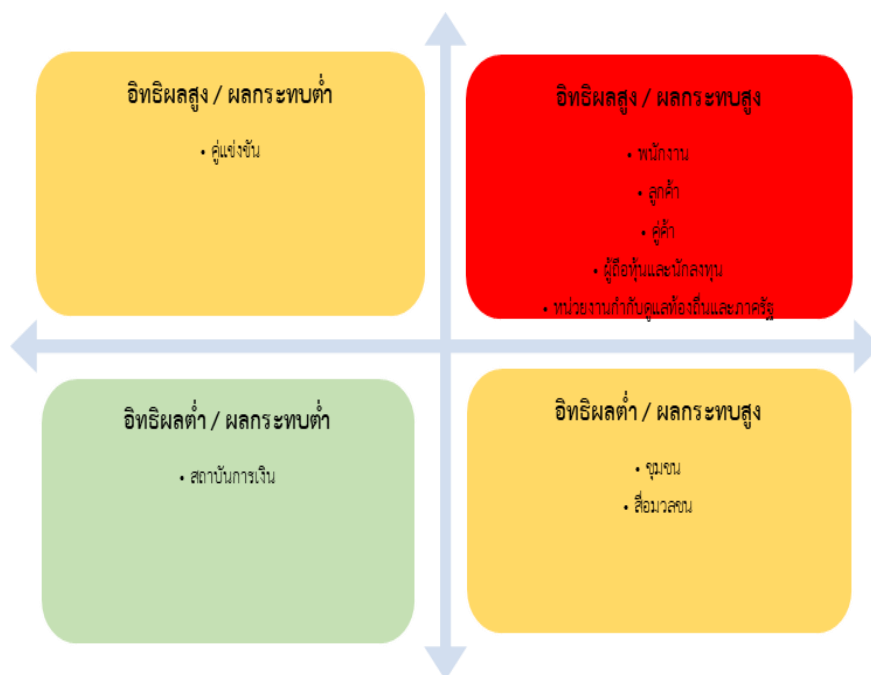 อิทธิผลสูง / ผลกระทบต่ำ
• คู่แข่งขัน
อิทธิผลสูง / ผลกระทบสูง
• พนักงาน
• ลูกค้า
• คู่ค้า
• ผู้ถือหุ้นและนักลงทุน
• หน่วยงานกำกับดูแลท้องถิ่นและภาครัฐ
อิทธิผลต่ำ / ผลกระทบต่ำ
• สถาบันการเงิน
อิทธิผลต่ำ / ผลกระทบสูง
• ชุมชน
• สื่อมวลชน